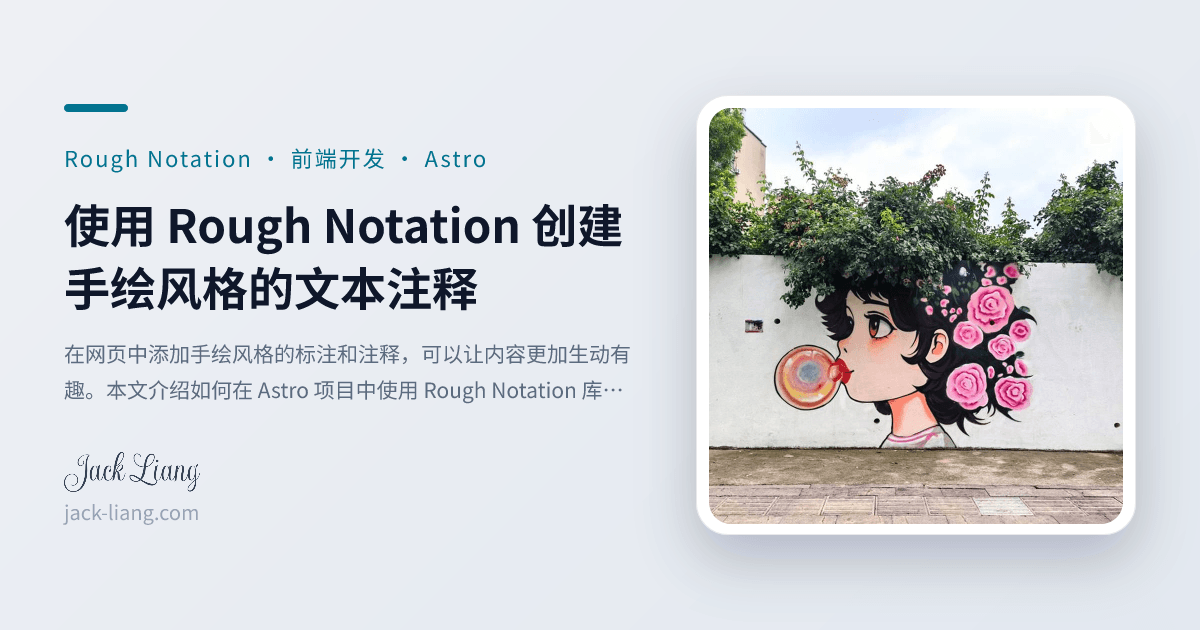 Rough Notation • 前端开发 • Astro
使用 Rough Notation 创建
手绘风格的文本注释
在网页中添加手绘风格的标注和注释，可以让内容更加生动有
趣。本文介绍如何在 Astro 项目中使用 Rough Notation 库…
Jack Liang
jack-liang.com